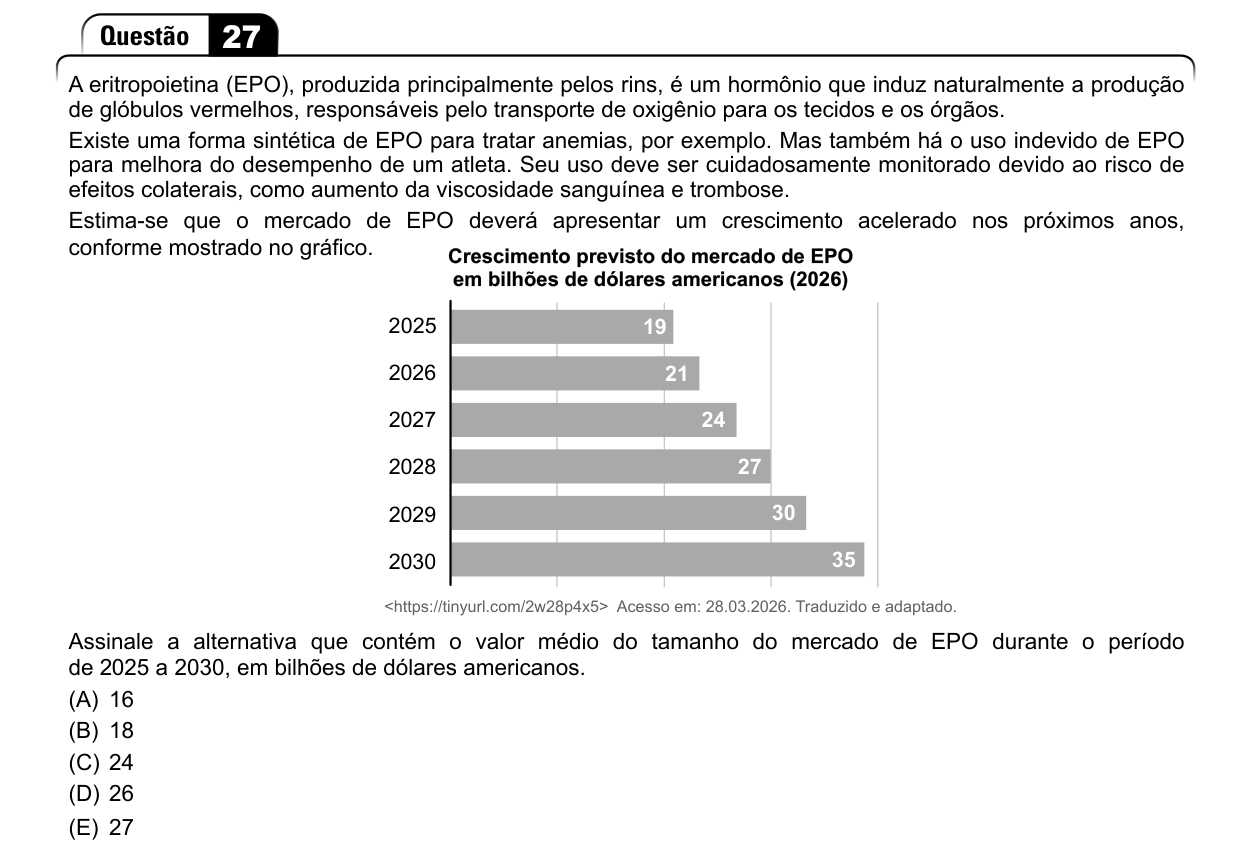 Questão 27
A eritropoietina (EPO), produzida principalmente pelos rins, é um hormônio que induz naturalmente a produção
de glóbulos vermelhos, responsáveis pelo transporte de oxigênio para os tecidos e os órgãos.
Existe uma forma sintética de EPO para tratar anemias, por exemplo. Mas também há o uso indevido de EPO
para melhora do desempenho de um atleta. Seu uso deve ser cuidadosamente monitorado devido ao risco de
efeitos colaterais, como aumento da viscosidade sanguínea e trombose.
Estima-se que o mercado de EPO deverá apresentar um crescimento acelerado nos próximos anos,
conforme mostrado no gráfico.
Crescimento previsto do mercado de EPO
em bilhões de dólares americanos (2026)
2025 19
2026 21
2027 24
2028 27
2029 30
2030 35
<https://tinyurl.com/2w28p4x5> Acesso em: 28.03.2026. Traduzido e adaptado.
Assinale a alternativa que contém o valor médio do tamanho do mercado de EPO durante o período
de 2025 a 2030, em bilhões de dólares americanos.
(A) 16
(B) 18
(C) 24
(D) 26
(E) 27